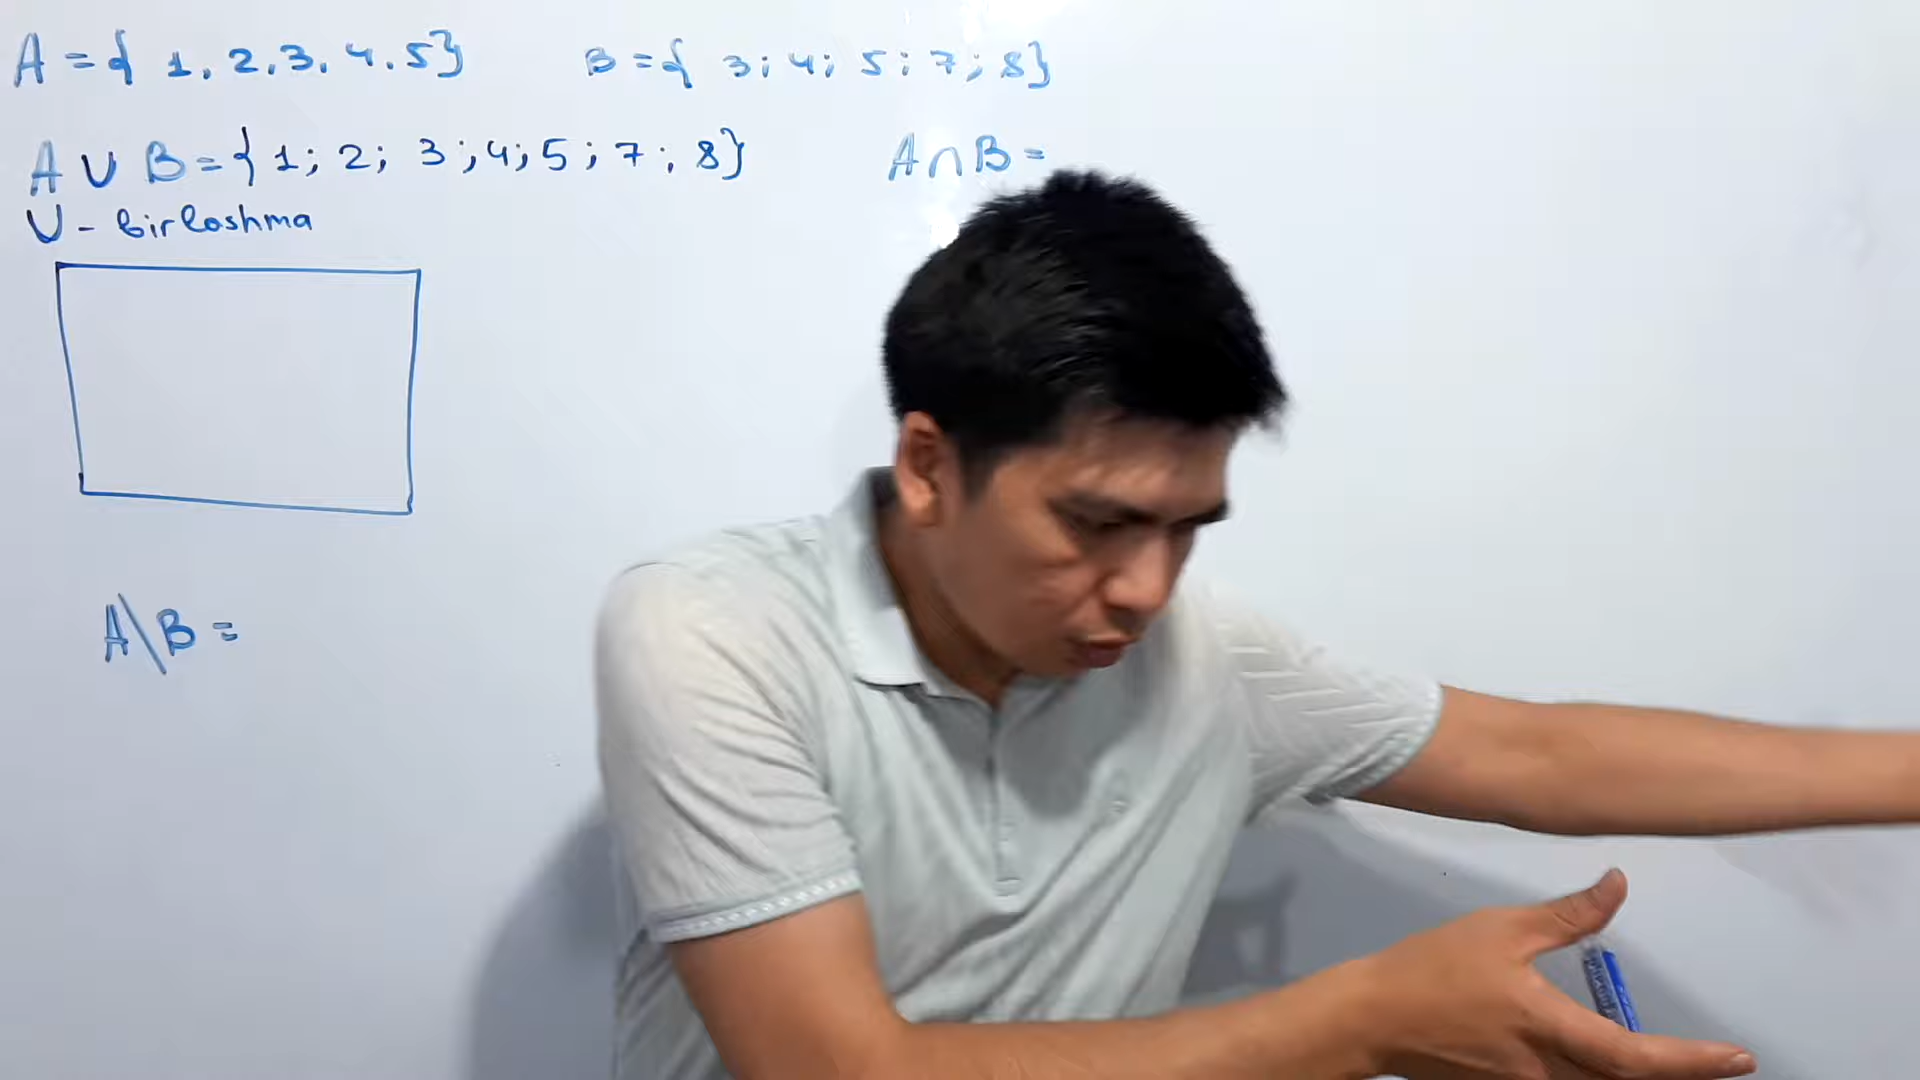 A = { 1, 2, 3, 4, 5}
B = { 3; 4; 5; 7; 8}
A ∪ B = { 1; 2; 3; 4; 5; 7; 8}
A ∩ B =
∪ - birlashma
A \ B =